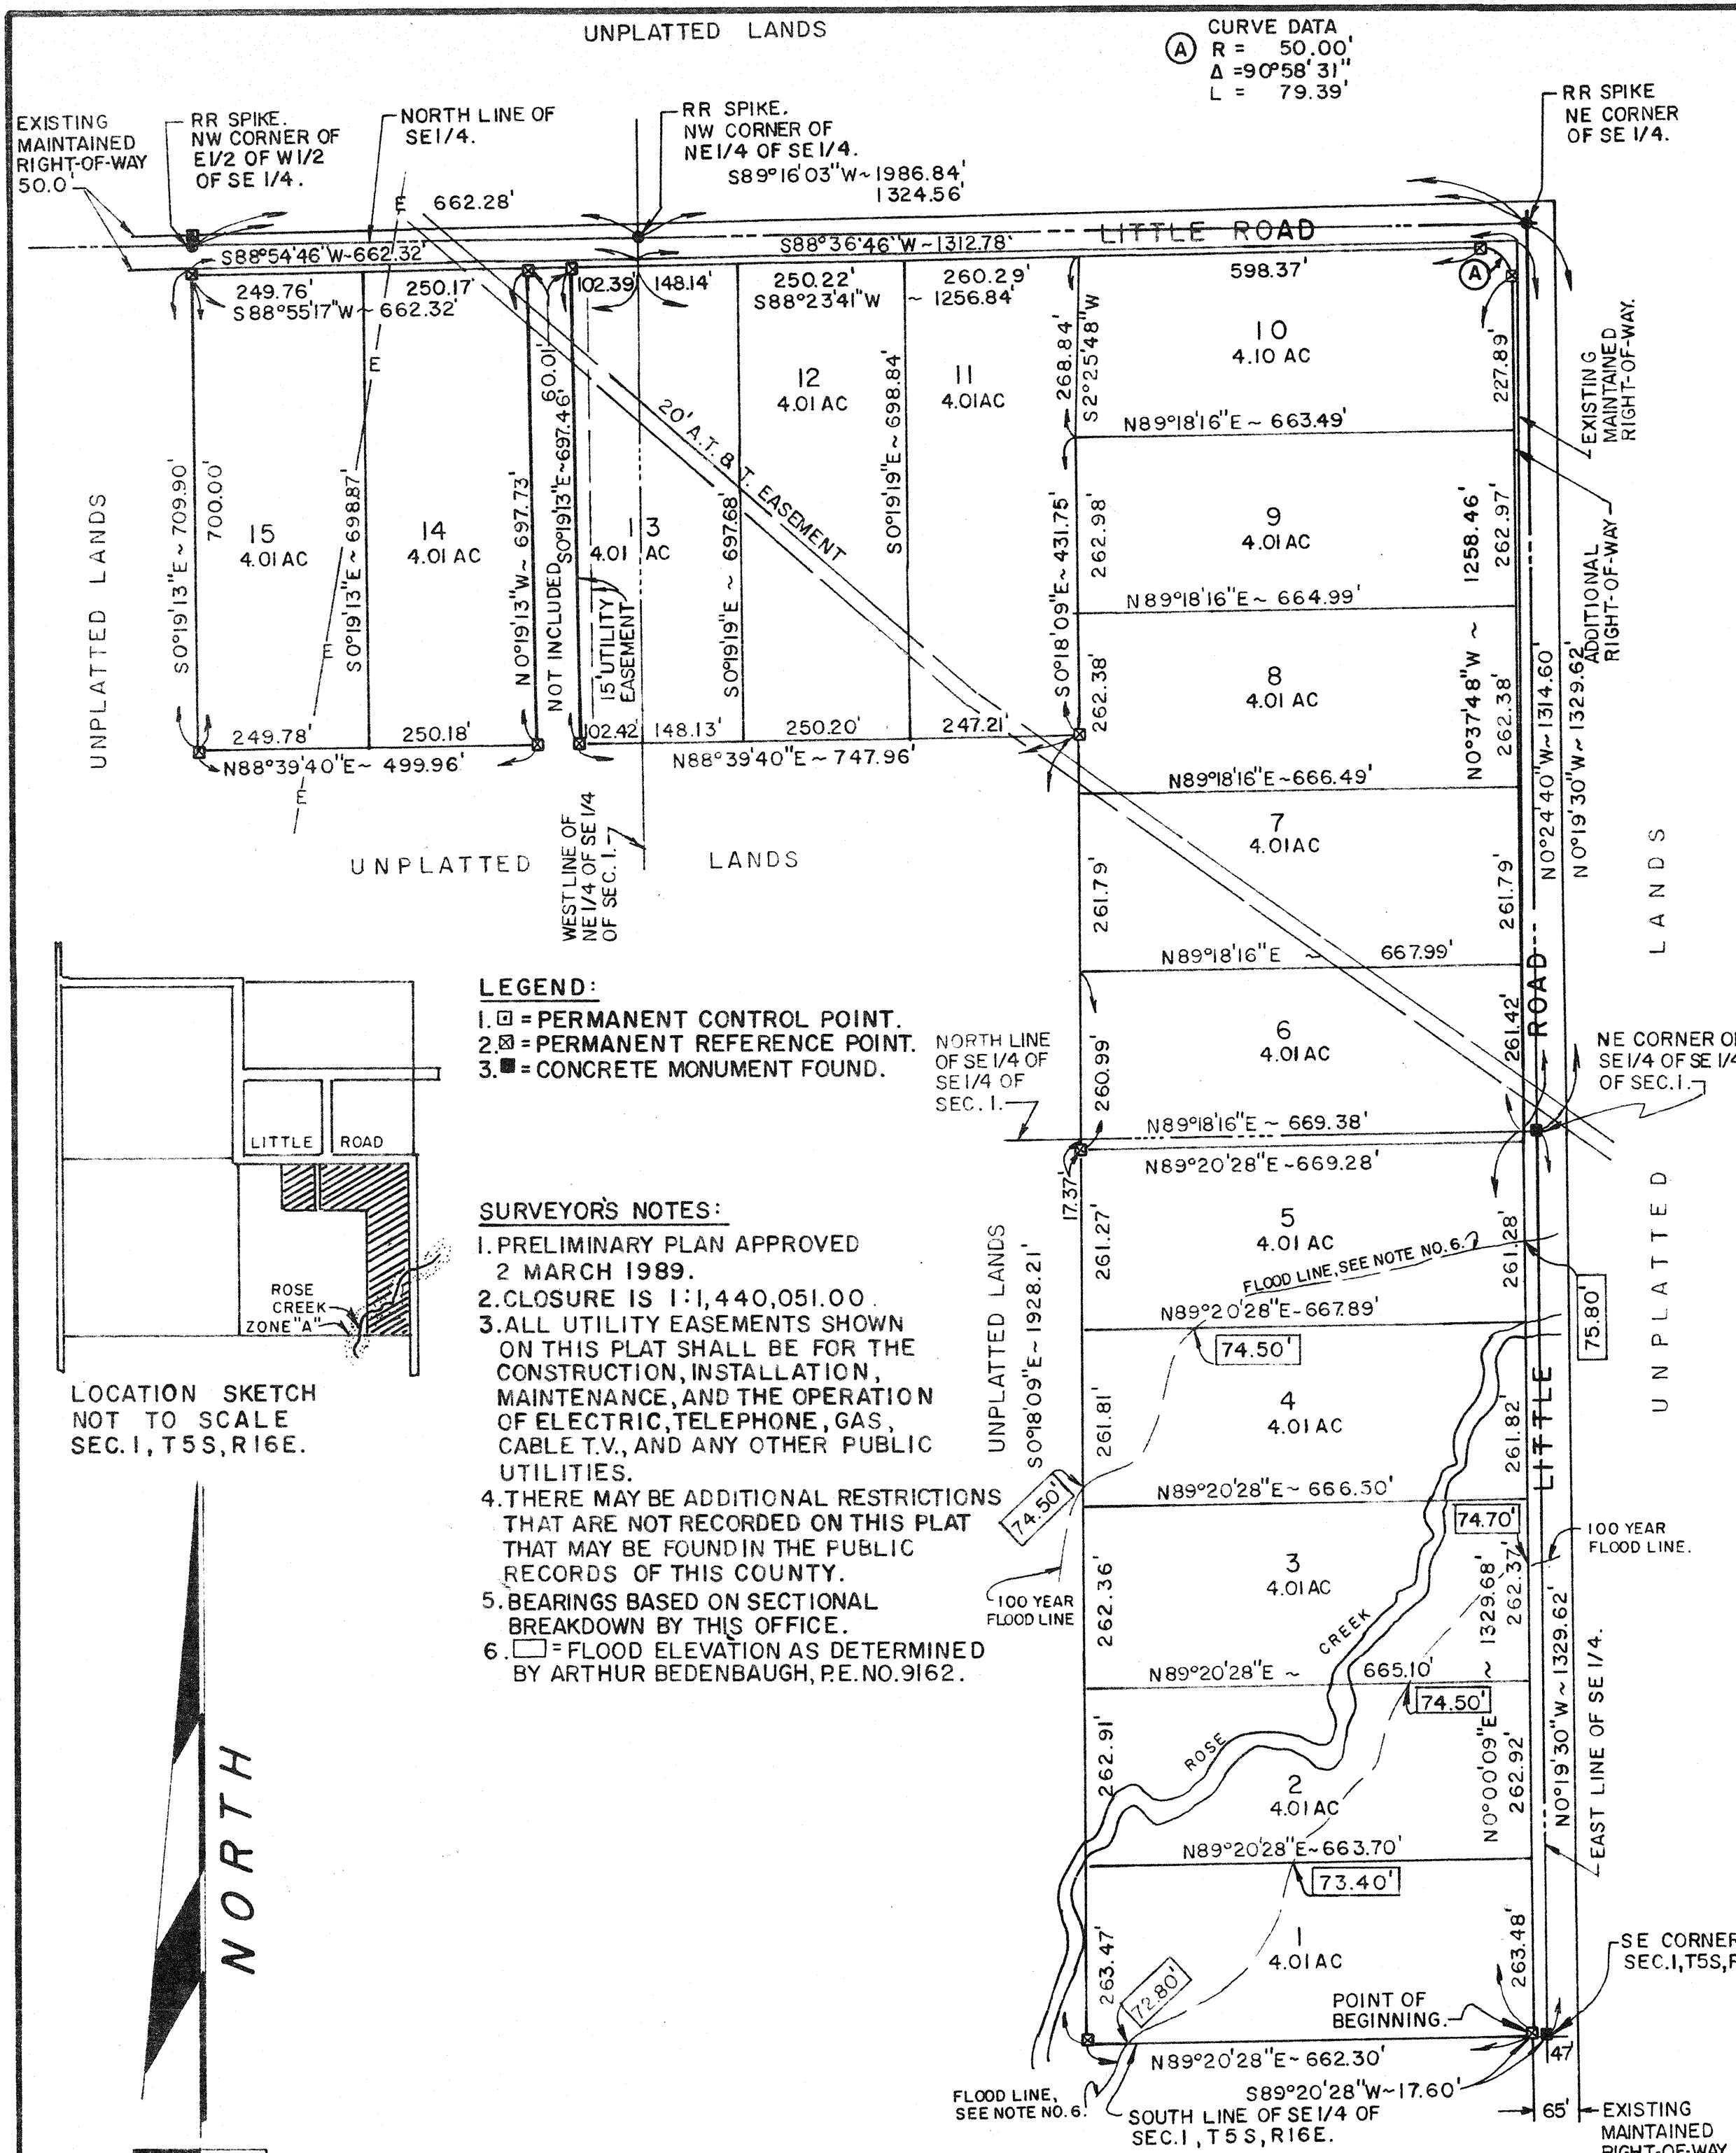 UNPLATTED LANDS
CURVE DATA
A R = 50.00'
Δ =90°58'31"
L = 79.39'
EXISTING
MAINTAINED
RIGHT-OF-WAY
50.0'
RR SPIKE.
NW CORNER OF
E1/2 OF W1/2
OF SE 1/4.
NORTH LINE OF
SE1/4.
RR SPIKE.
NW CORNER OF
NE1/4 OF SE1/4.
S89°16'03"W~1986.84'
1324.56'
RR SPIKE
NE CORNER
OF SE 1/4.
E 662.28'
S88°54'46"W~662.32'
S88°36'46"W~1312.78'
LITTLE ROAD
249.76'
250.17'
S88°55'17"W~662.32'
102.39'
148.14'
250.22'
260.29'
S88°23'41"W ~ 1256.84'
598.37'
A
UNPLATTED LANDS
S0°19'13"E~709.90'
700.00'
15
4.01 AC
E
E
E
S0°19'13"E~698.87'
14
4.01 AC
N0°19'13"W~697.73'
60.01'
NOT INCLUDED
S0°19'13"E~697.46'
15' UTILITY
EASEMENT
13
4.01 AC
S0°19'19"E ~ 697.68'
12
4.01 AC
20' A.T. & T. EASEMENT
S0°19'19"E~698.84'
11
4.01AC
268.84'
S2°25'48"W
S0°18'09"E~431.75'
10
4.10 AC
227.89'
N89°18'16"E~663.49'
EXISTING
MAINTAINED
RIGHT-OF-WAY.
ADDITIONAL
RIGHT-OF-WAY
262.98'
9
4.01AC
262.97'
N0°37'48"W ~ 1258.46'
N89°18'16"E~664.99'
262.38'
8
4.01 AC
262.38'
N0°24'40"W~1314.60'
N0°19'30"W~1329.62'
N89°18'16"E~666.49'
249.78'
250.18'
N88°39'40"E~499.96'
102.42'
148.13'
250.20'
247.21'
N88°39'40"E~747.96'
UNPLATTED LANDS
WEST LINE OF
NE1/4 OF SE1/4
OF SEC.1.
261.79'
7
4.01AC
261.79'
N89°18'16"E ~ 667.99'
ROAD
260.99'
6
4.01AC
261.42'
N89°18'16"E~669.38'
N89°20'28"E~669.28'
NORTH LINE
OF SE1/4 OF
SE1/4 OF
SEC. 1.
NE CORNER O
SE1/4 OF SE 1/4
OF SEC.1.
UNPLATTED LANDS
LEGEND:
1. = PERMANENT CONTROL POINT.
2. = PERMANENT REFERENCE POINT.
3. = CONCRETE MONUMENT FOUND.
LITTLE ROAD
ROSE
CREEK
ZONE"A"
LOCATION SKETCH
NOT TO SCALE
SEC.1, T5S, R16E.
SURVEYOR'S NOTES:
1.PRELIMINARY PLAN APPROVED
2 MARCH 1989.
2.CLOSURE IS 1:1,440,051.00.
3.ALL UTILITY EASEMENTS SHOWN
ON THIS PLAT SHALL BE FOR THE
CONSTRUCTION, INSTALLATION,
MAINTENANCE, AND THE OPERATION
OF ELECTRIC, TELEPHONE, GAS,
CABLE T.V., AND ANY OTHER PUBLIC
UTILITIES.
4.THERE MAY BE ADDITIONAL RESTRICTIONS
THAT ARE NOT RECORDED ON THIS PLAT
THAT MAY BE FOUND IN THE PUBLIC
RECORDS OF THIS COUNTY.
5.BEARINGS BASED ON SECTIONAL
BREAKDOWN BY THIS OFFICE.
6. = FLOOD ELEVATION AS DETERMINED
BY ARTHUR BEDENBAUGH, P.E. NO.9162.
17.37'
UNPLATTED LANDS
S0°18'09"E~1928.21'
261.27'
5
4.01 AC
261.28'
FLOOD LINE, SEE NOTE NO.6.
75.80'
N89°20'28"E~667.89'
74.50'
261.81'
4
4.01 AC
261.82'
LITTLE
N89°20'28"E~666.50'
74.50'
74.70'
100 YEAR
FLOOD LINE.
100 YEAR
FLOOD LINE
262.36'
3
4.01AC
262.37'
CREEK
N89°20'28"E ~ 665.10'
74.50'
262.91'
ROSE
2
4.01 AC
262.92'
N0°00'09"E ~ 1329.68'
N0°19'30"W~1329.62'
EAST LINE OF SE 1/4.
N89°20'28"E~663.70'
73.40'
263.47'
1
4.01 AC
263.48'
72.80'
POINT OF
BEGINNING.
SE CORNER
SEC.1,T5S,R
N89°20'28"E~662.30'
S89°20'28"W~17.60'
47'
65'
FLOOD LINE,
SEE NOTE NO.6.
SOUTH LINE OF SE1/4 OF
SEC.1, T5S, R16E.
EXISTING
MAINTAINED
RIGHT-OF-WAY
NORTH